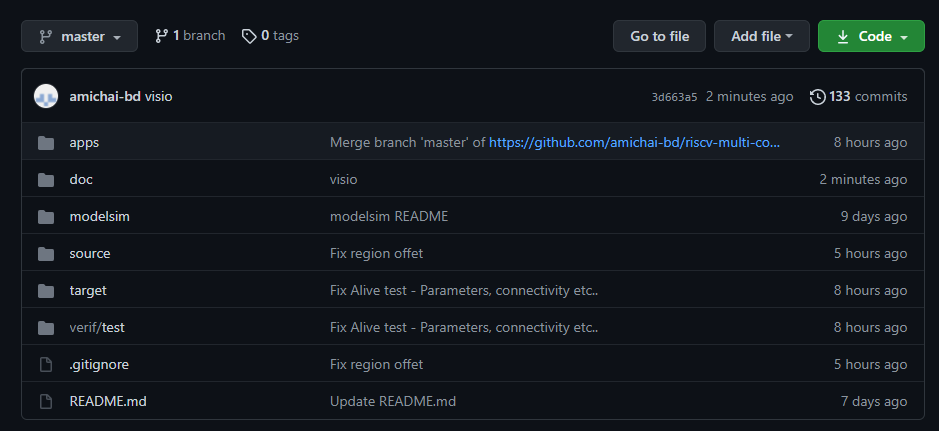 master 1 branch 0 tags Go to file Add file Code
amichai-bd visio 3d663a5 2 minutes ago 133 commits
apps Merge branch 'master' of https://github.com/amichai-bd/riscv-multi-co... 8 hours ago
doc visio 2 minutes ago
modelsim modelsim README 9 days ago
source Fix region offet 5 hours ago
target Fix Alive test - Parameters, connectivity etc.. 8 hours ago
verif/test Fix Alive test - Parameters, connectivity etc.. 8 hours ago
.gitignore Fix region offet 5 hours ago
README.md Update README.md 7 days ago